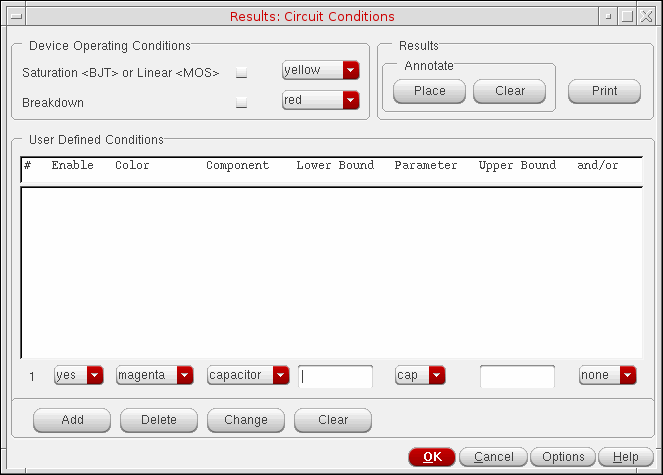 Results: Circuit Conditions
Device Operating Conditions
Saturation <BJT> or Linear <MOS> yellow
Breakdown red
Results
Annotate
Place Clear Print
User Defined Conditions
# Enable Color Component Lower Bound Parameter Upper Bound and/or
1 yes magenta capacitor cap none
Add Delete Change Clear
OK Cancel Options Help